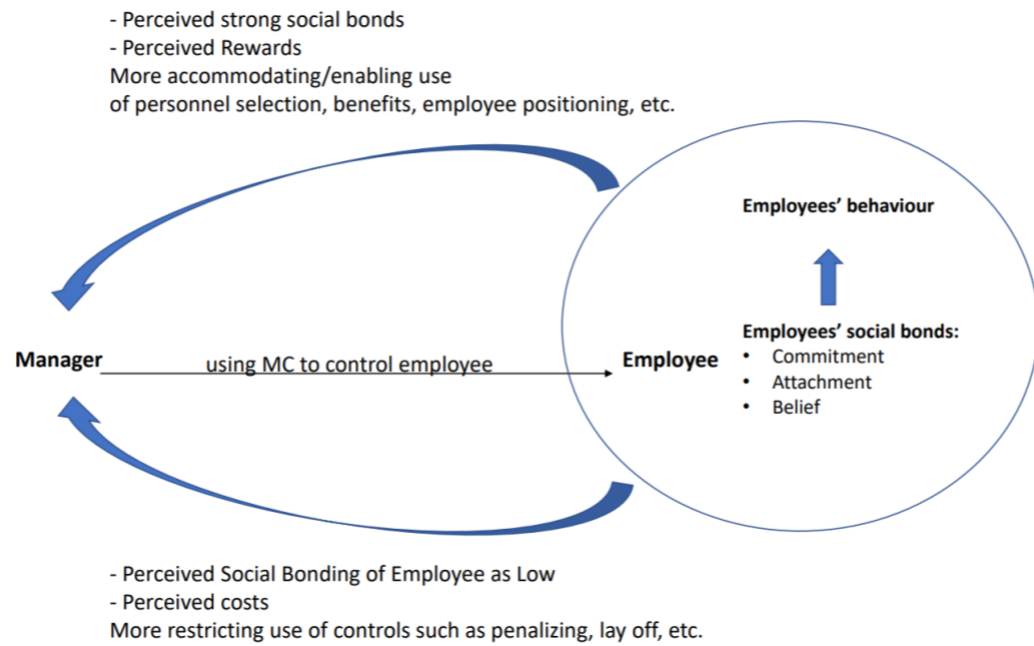 - Perceived strong social bonds
- Perceived Rewards
More accommodating/enabling use
of personnel selection, benefits, employee positioning, etc.
Employees' behaviour
Manager
using MC to control employee
Employee
Employees' social bonds:
• Commitment
• Attachment
• Belief
- Perceived Social Bonding of Employee as Low
- Perceived costs
More restricting use of controls such as penalizing, lay off, etc.